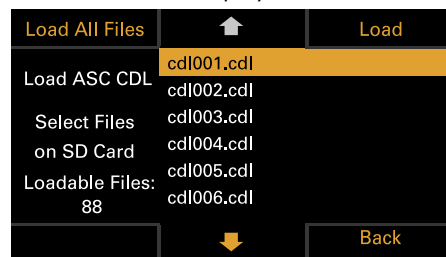 Load All Files
Load
Load ASC CDL
Select Files
on SD Card
Loadable Files:
88
cdl001.cdl
cdl002.cdl
cdl003.cdl
cdl004.cdl
cdl005.cdl
cdl006.cdl
Back